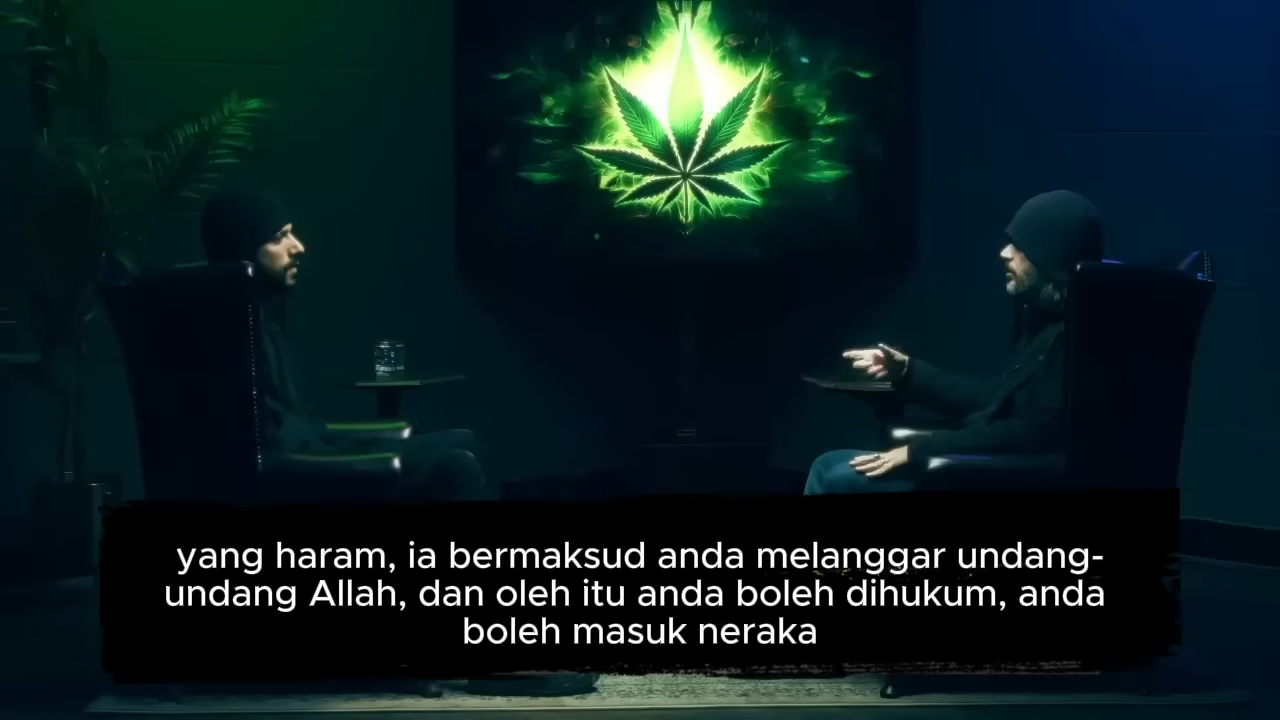 yang haram, ia bermaksud anda melanggar undang-
undang Allah, dan oleh itu anda boleh dihukum, anda
boleh masuk neraka